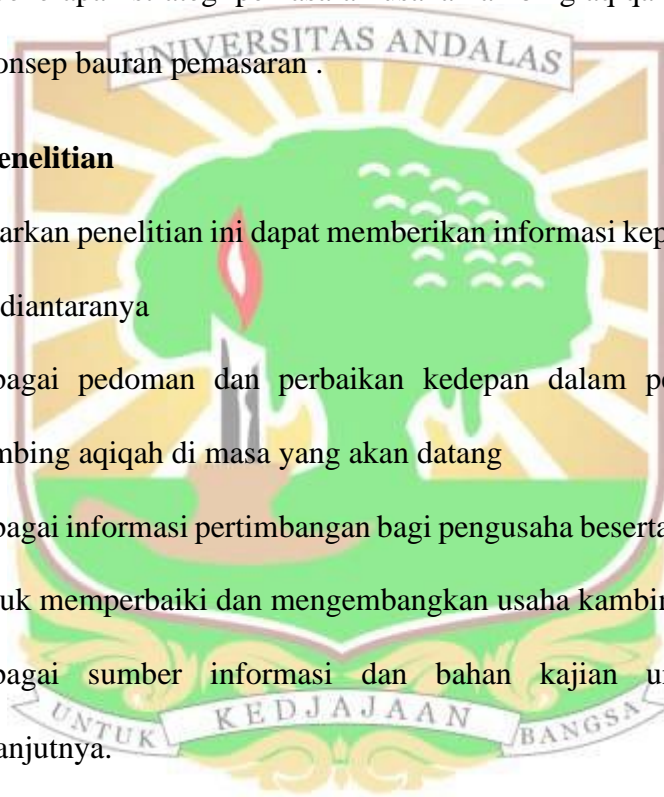 UNIVERSITAS ANDALAS
onsep bauran pemasaran .
enelitian
arkan penelitian ini dapat memberikan informasi kep
diantaranya
bagai pedoman dan perbaikan kedepan dalam pe
mbing aqiqah di masa yang akan datang
bagai informasi pertimbangan bagi pengusaha beserta
uk memperbaiki dan mengembangkan usaha kambin
bagai sumber informasi dan bahan kajian u
anjutnya.
UNTUK KEDJAJAAN BANGSA